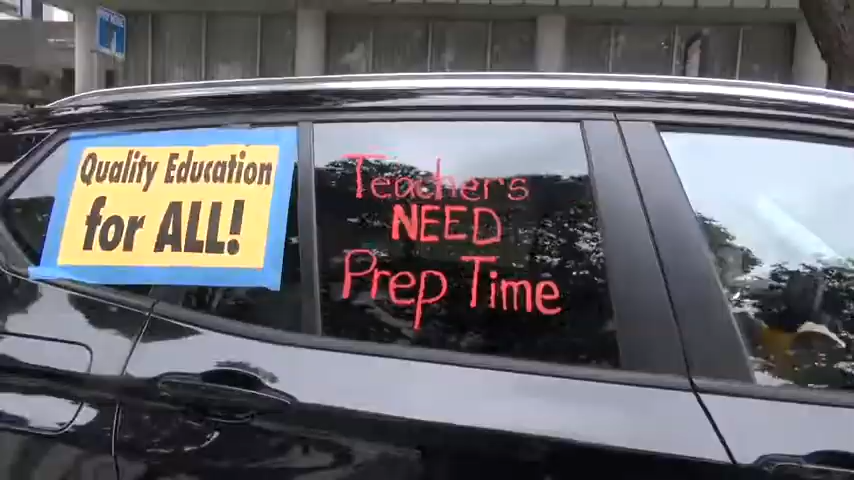 Quality Education
for ALL!
Teacher's
NEED
Prep Time